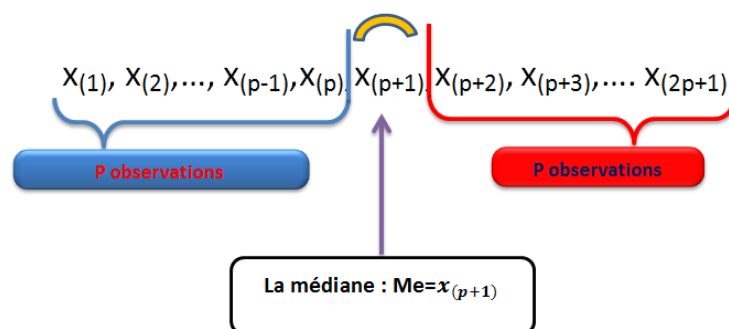 X(1), X(2),..., X(p-1),X(p), X(p+1), X(p+2), X(p+3),.... X(2p+1)
P observations P observations
La médiane : Me=x(p+1)